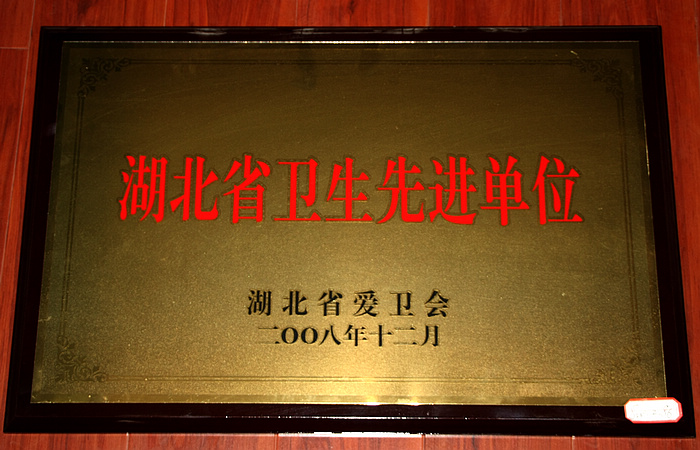 湖北省卫生先进单位
湖北省爱卫会
二OO八年十二月